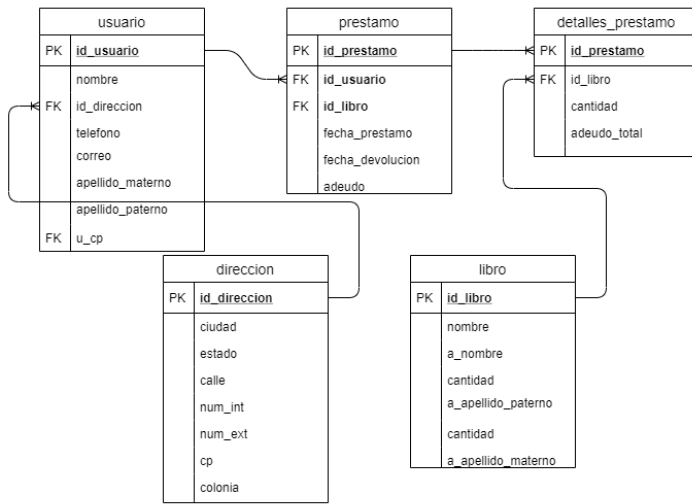 usuario
PK id_usuario
nombre
FK id_direccion
telefono
correo
apellido_materno
apellido_paterno
FK u_cp
prestamo
PK id_prestamo
FK id_usuario
FK id_libro
fecha_prestamo
fecha_devolucion
adeudo
detalles_prestamo
PK id_prestamo
FK id_libro
cantidad
adeudo_total
direccion
PK id_direccion
ciudad
estado
calle
num_int
num_ext
cp
colonia
libro
PK id_libro
nombre
a_nombre
cantidad
a_apellido_paterno
cantidad
a_apellido_materno